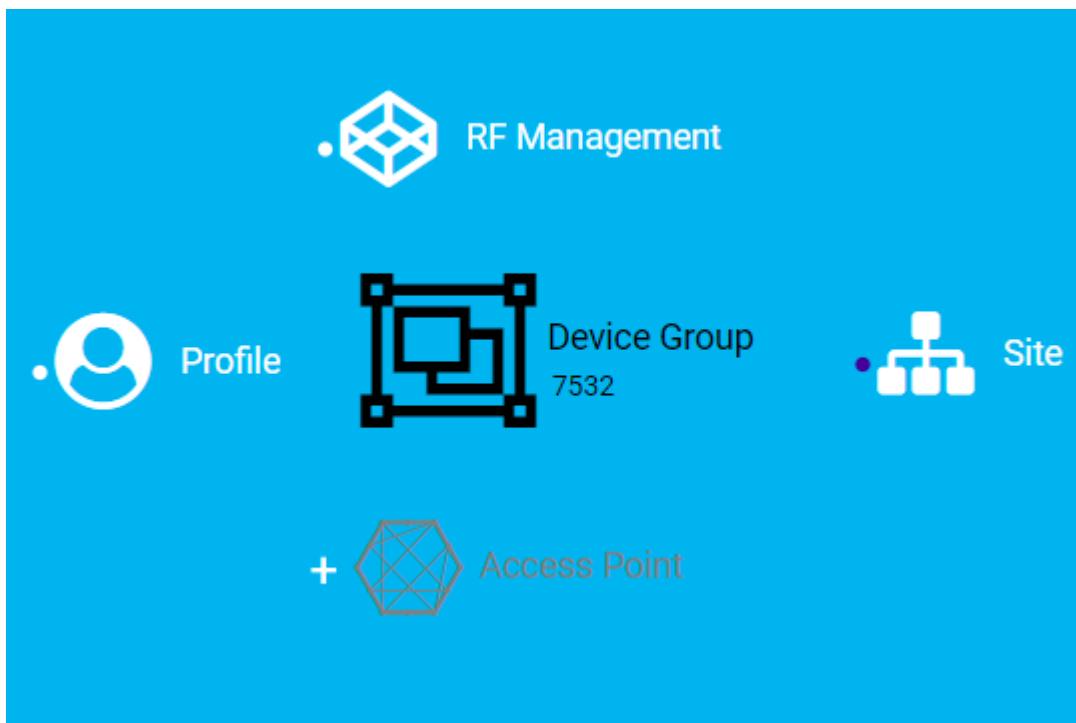 RF Management
Profile
Device Group
7532
Site
+ Access Point